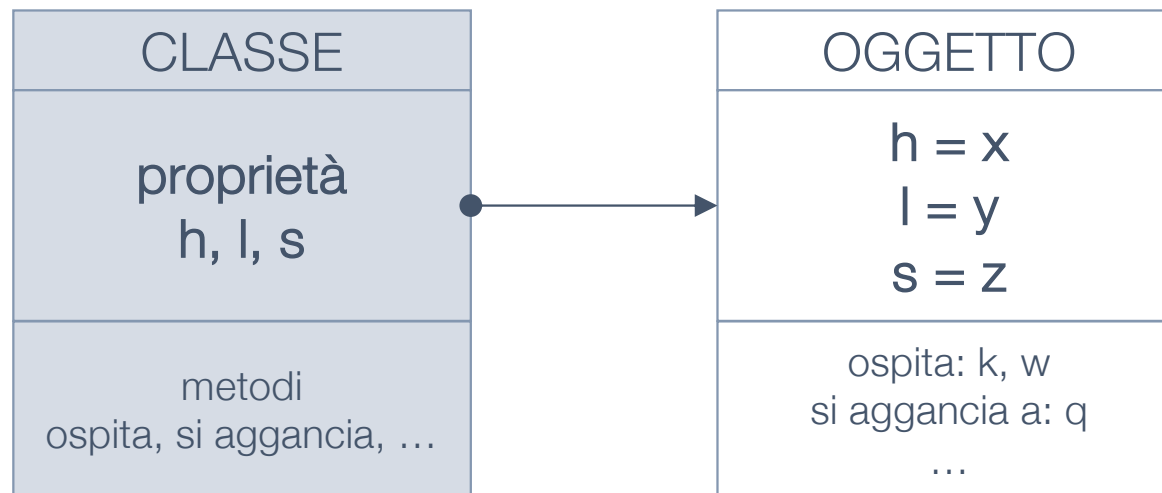 CLASSE
proprietà
h, l, s
metodi
ospita, si aggancia, …
OGGETTO
h = x
l = y
s = z
ospita: k, w
si aggancia a: q
…